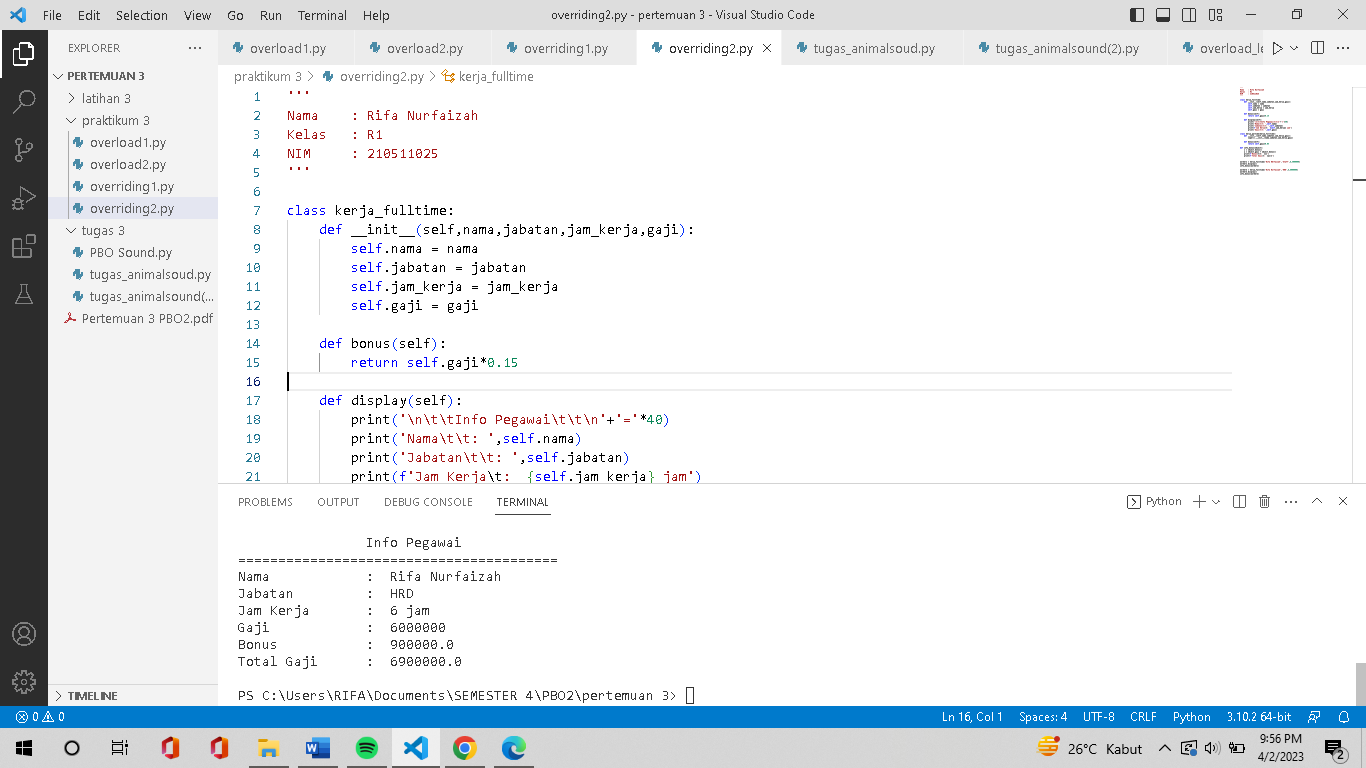 File Edit Selection View Go Run Terminal Help
overriding2.py - pertemuan 3 - Visual Studio Code
EXPLORER
PERTEMUAN 3
latihan 3
praktikum 3
overload1.py
overload2.py
overriding1.py
overriding2.py
tugas 3
PBO Sound.py
tugas_animalsoud.py
tugas_animalsound(...
Pertemuan 3 PBO2.pdf
TIMELINE
overload1.py overload2.py overriding1.py overriding2.py tugas_animalsoud.py tugas_animalsound(2).py overload_le
praktikum 3 > overriding2.py > kerja_fulltime
1 '''
2 Nama : Rifa Nurfaizah
3 Kelas : R1
4 NIM : 210511025
5 '''
6
7 class kerja_fulltime:
8 def __init__(self,nama,jabatan,jam_kerja,gaji):
9 self.nama = nama
10 self.jabatan = jabatan
11 self.jam_kerja = jam_kerja
12 self.gaji = gaji
13
14 def bonus(self):
15 return self.gaji*0.15
16
17 def display(self):
18 print('\n\t\tInfo Pegawai\t\t\n'+'='*40)
19 print('Nama\t\t: ',self.nama)
20 print('Jabatan\t\t: ',self.jabatan)
21 print(f'Jam Kerja\t:  {self.jam_kerja} jam')
PROBLEMS OUTPUT DEBUG CONSOLE TERMINAL
Python
Info Pegawai
========================================
Nama : Rifa Nurfaizah
Jabatan : HRD
Jam Kerja : 6 jam
Gaji : 6000000
Bonus : 900000.0
Total Gaji : 6900000.0
PS C:\Users\RIFA\Documents\SEMESTER 4\PBO2\pertemuan 3>
0 0 Ln 16, Col 1 Spaces: 4 UTF-8 CRLF Python 3.10.2 64-bit
26°C Kabut
9:56 PM
4/2/2023
2